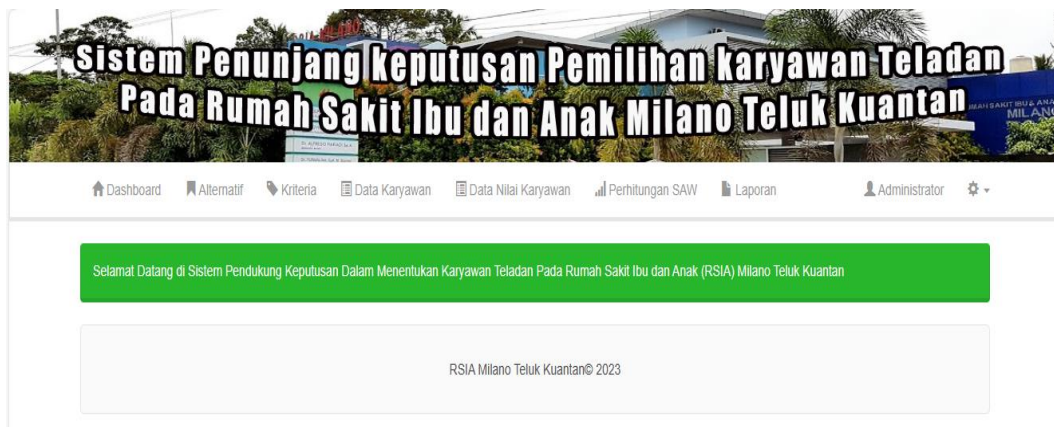 Sistem Penunjang keputusan Pemilihan karyawan Teladan
Pada Rumah Sakit Ibu dan Anak Milano Teluk Kuantan
Dashboard Alternatif Kriteria Data Karyawan Data Nilai Karyawan Perhitungan SAW Laporan Administrator
Selamat Datang di Sistem Pendukung Keputusan Dalam Menentukan Karyawan Teladan Pada Rumah Sakit Ibu dan Anak (RSIA) Milano Teluk Kuantan
RSIA Milano Teluk Kuantan© 2023